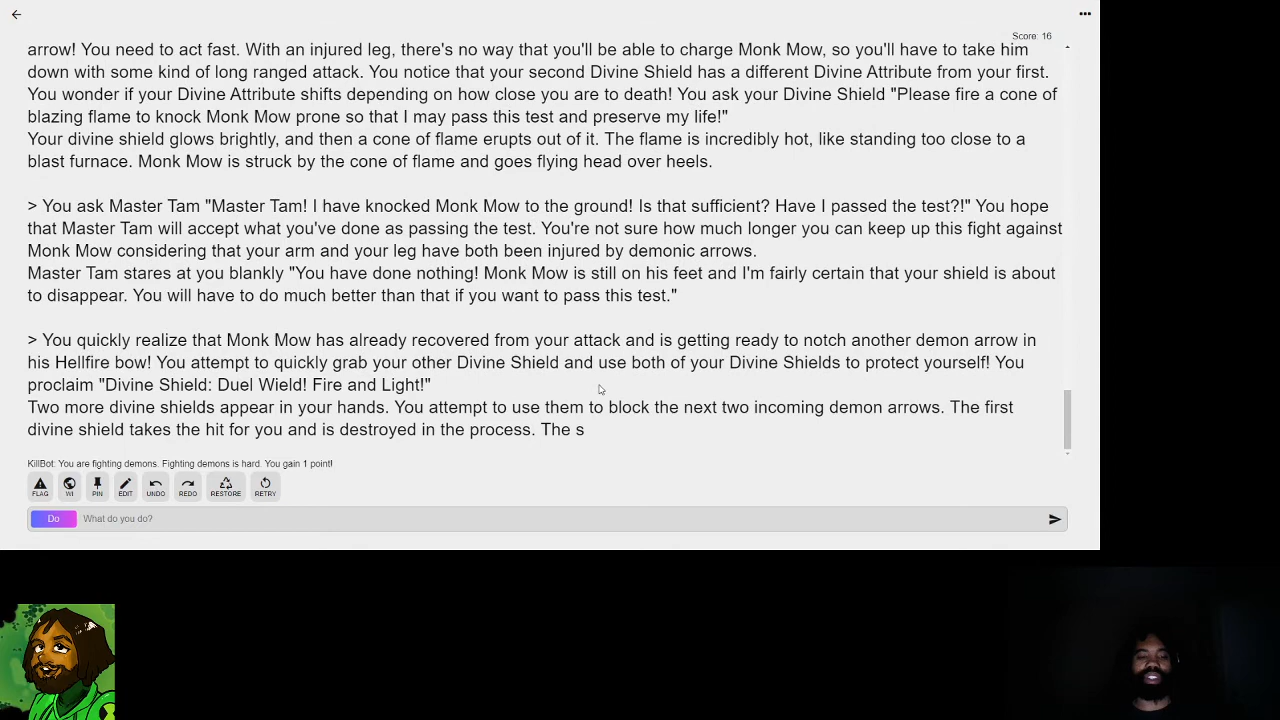 Score: 16
arrow! You need to act fast. With an injured leg, there's no way that you'll be able to charge Monk Mow, so you'll have to take him
down with some kind of long ranged attack. You notice that your second Divine Shield has a different Divine Attribute from your first.
You wonder if your Divine Attribute shifts depending on how close you are to death! You ask your Divine Shield "Please fire a cone of
blazing flame to knock Monk Mow prone so that I may pass this test and preserve my life!"
Your divine shield glows brightly, and then a cone of flame erupts out of it. The flame is incredibly hot, like standing too close to a
blast furnace. Monk Mow is struck by the cone of flame and goes flying head over heels.
> You ask Master Tam "Master Tam! I have knocked Monk Mow to the ground! Is that sufficient? Have I passed the test?!" You hope
that Master Tam will accept what you've done as passing the test. You're not sure how much longer you can keep up this fight against
Monk Mow considering that your arm and your leg have both been injured by demonic arrows.
Master Tam stares at you blankly "You have done nothing! Monk Mow is still on his feet and I'm fairly certain that your shield is about
to disappear. You will have to do much better than that if you want to pass this test."
> You quickly realize that Monk Mow has already recovered from your attack and is getting ready to notch another demon arrow in
his Hellfire bow! You attempt to quickly grab your other Divine Shield and use both of your Divine Shields to protect yourself! You
proclaim "Divine Shield: Duel Wield! Fire and Light!"
Two more divine shields appear in your hands. You attempt to use them to block the next two incoming demon arrows. The first
divine shield takes the hit for you and is destroyed in the process. The s
KillBot: You are fighting demons. Fighting demons is hard. You gain 1 point!
FLAG WI PIN EDIT UNDO REDO RESTORE RETRY
Do What do you do?